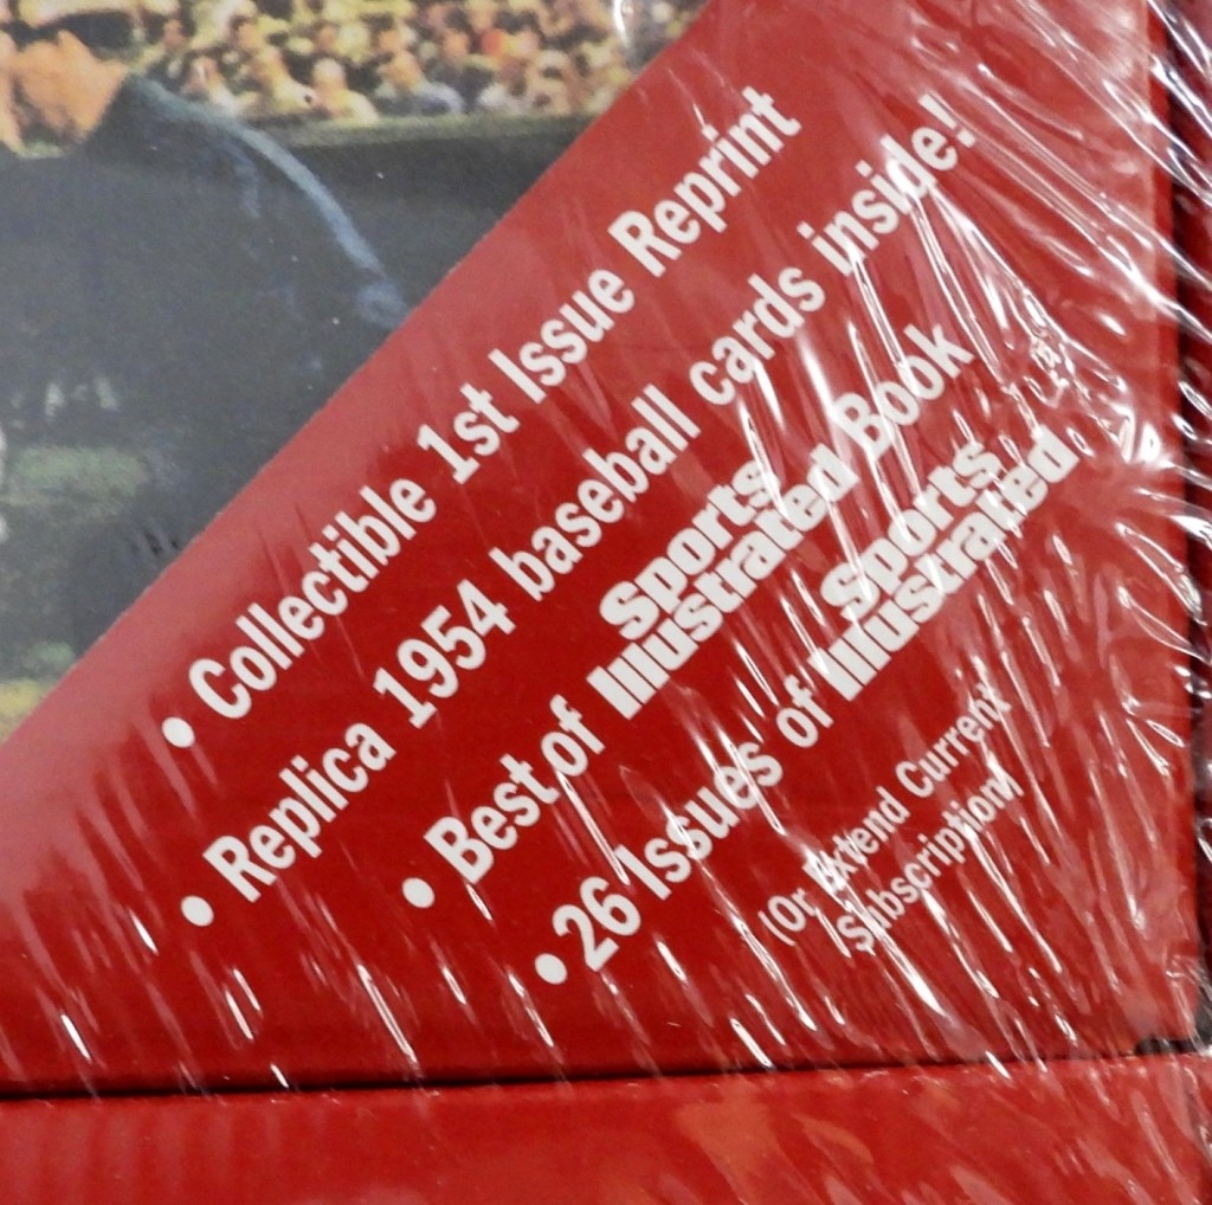 • Collectible 1st Issue Reprint
• Replica 1954 baseball cards inside!
• Best of Sports Illustrated Book
• 26 Issues of Sports Illustrated
(Or Extend Current
Subscription)